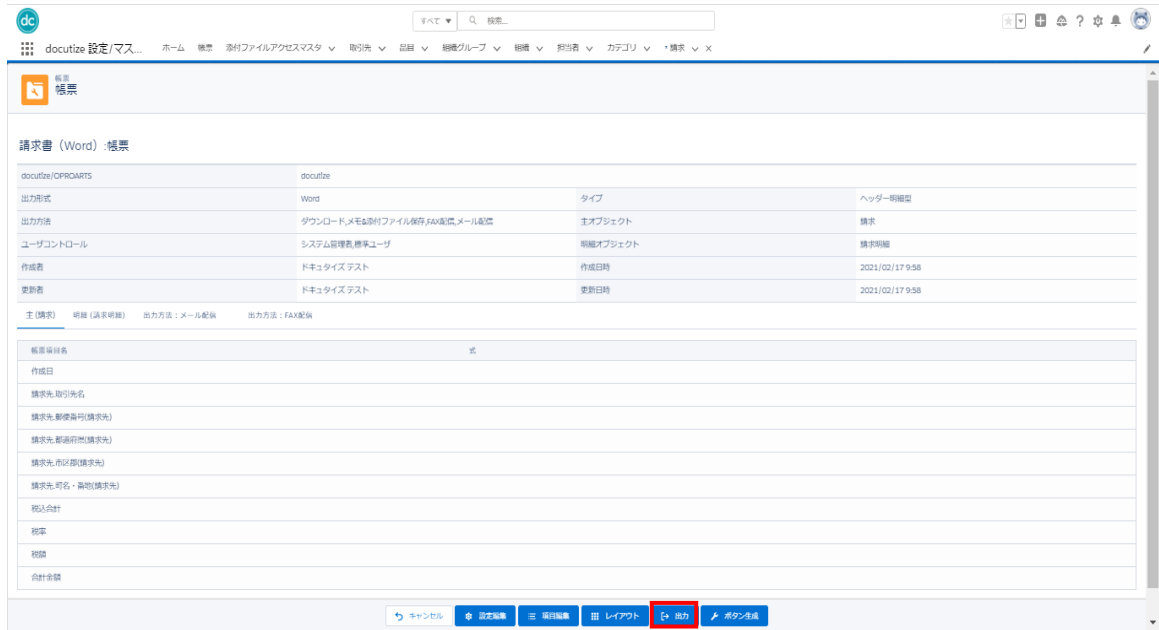 dc
すべて ▼ 検索...
docutize 設定/マス... ホーム 帳票 添付ファイルアクセスマスタ 取引先 品目 組織グループ 組織 担当者 カテゴリ * 請求
帳票
帳票
請求書（Word）:帳票
docutize/OPROARTS docutize
出力形式 Word タイプ ヘッダー明細型
出力方法 ダウンロード,メモ&添付ファイル保存,FAX配信,メール配信 主オブジェクト 請求
ユーザコントロール システム管理者,標準ユーザ 明細オブジェクト 請求明細
作成者 ドキュタイズ テスト 作成日時 2021/02/17 9:58
更新者 ドキュタイズ テスト 更新日時 2021/02/17 9:58
主 (請求) 明細 (請求明細) 出力方法：メール配信 出力方法：FAX配信
帳票項目名 式
作成日
請求先.取引先名
請求先.郵便番号(請求先)
請求先.都道府県(請求先)
請求先.市区郡(請求先)
請求先.町名・番地(請求先)
税込合計
税率
税額
合計金額
キャンセル 設定編集 項目編集 レイアウト 出力 ボタン生成